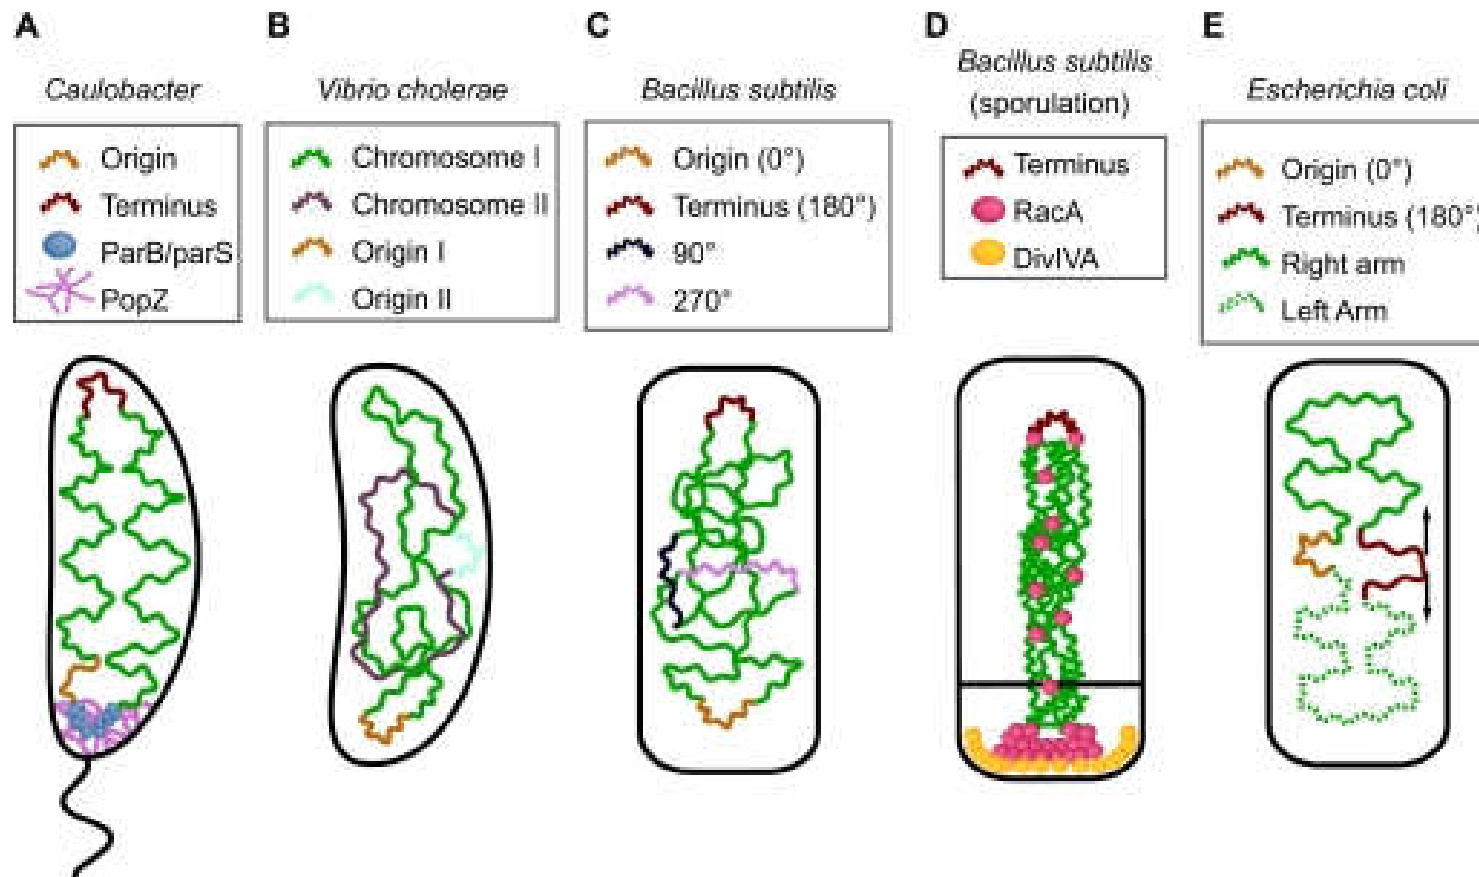 A
Caulobacter
Origin
Terminus
ParB/parS
PopZ
B
Vibrio cholerae
Chromosome I
Chromosome II
Origin I
Origin II
C
Bacillus subtilis
Origin (0°)
Terminus (180°)
90°
270°
D
Bacillus subtilis
(sporulation)
Terminus
RacA
DivIVA
E
Escherichia coli
Origin (0°)
Terminus (180°)
Right arm
Left Arm